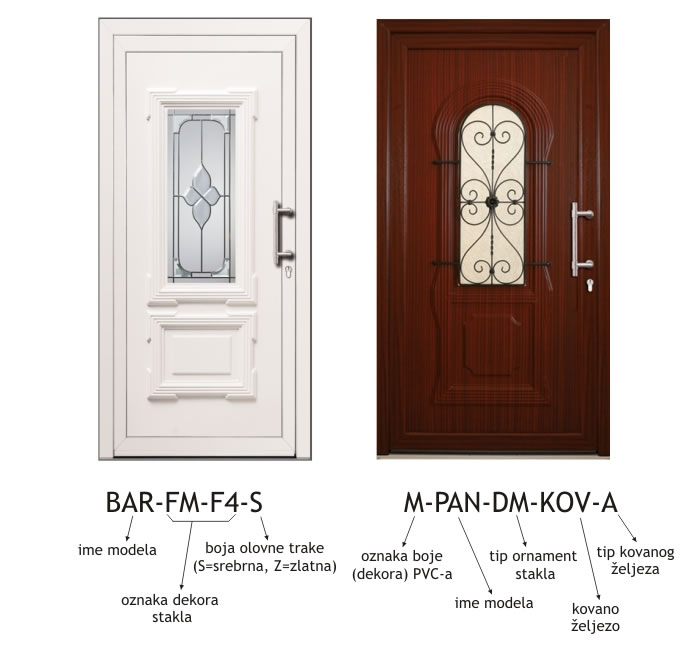 BAR-FM-F4-S
ime modela
boja olovne trake
(S=srebrna, Z=zlatna)
oznaka dekora
stakla
M-PAN-DM-KOV-A
oznaka boje
(dekora) PVC-a
tip ornament
stakla
tip kovanog
željeza
ime modela
kovano
željezo